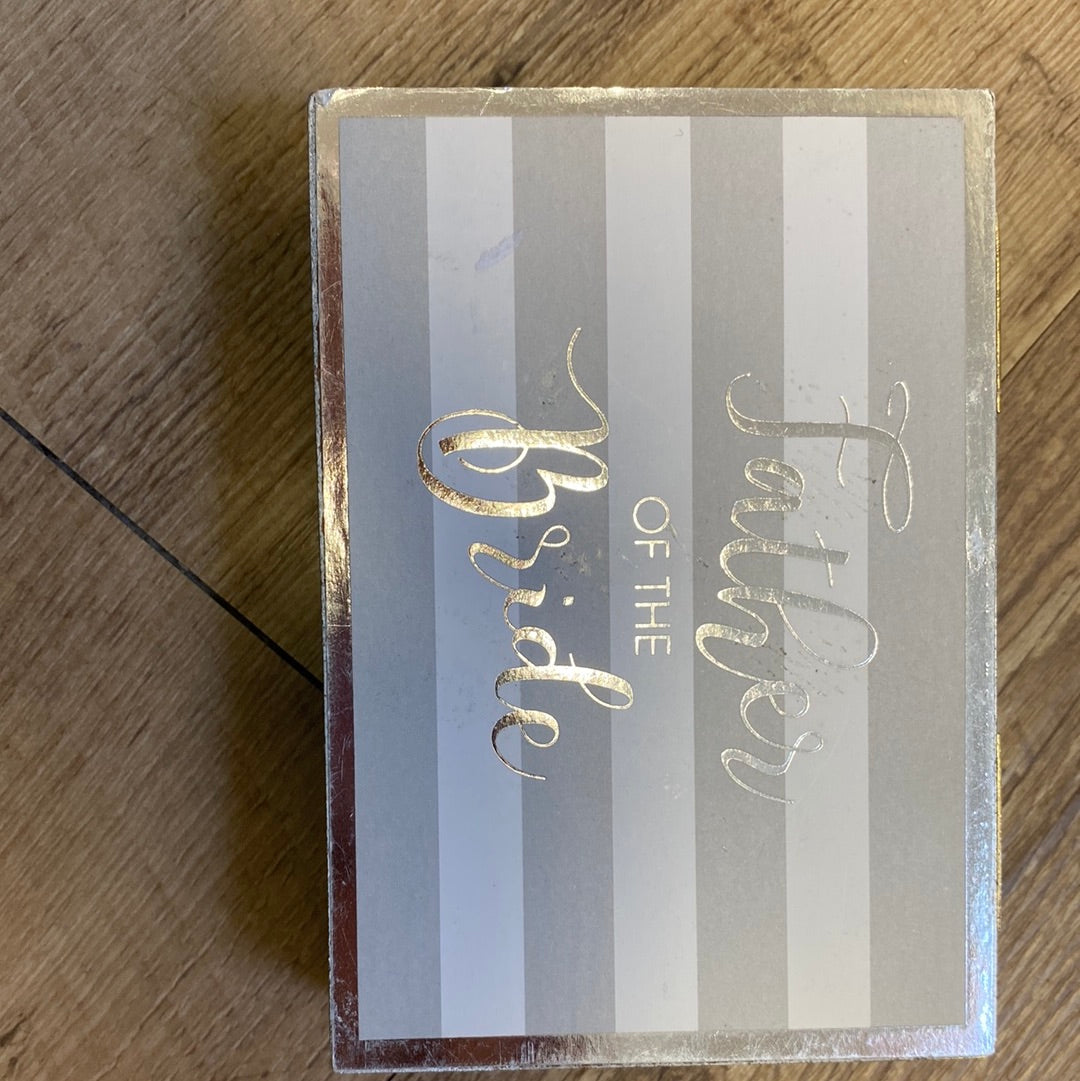 Father
OF THE
Bride